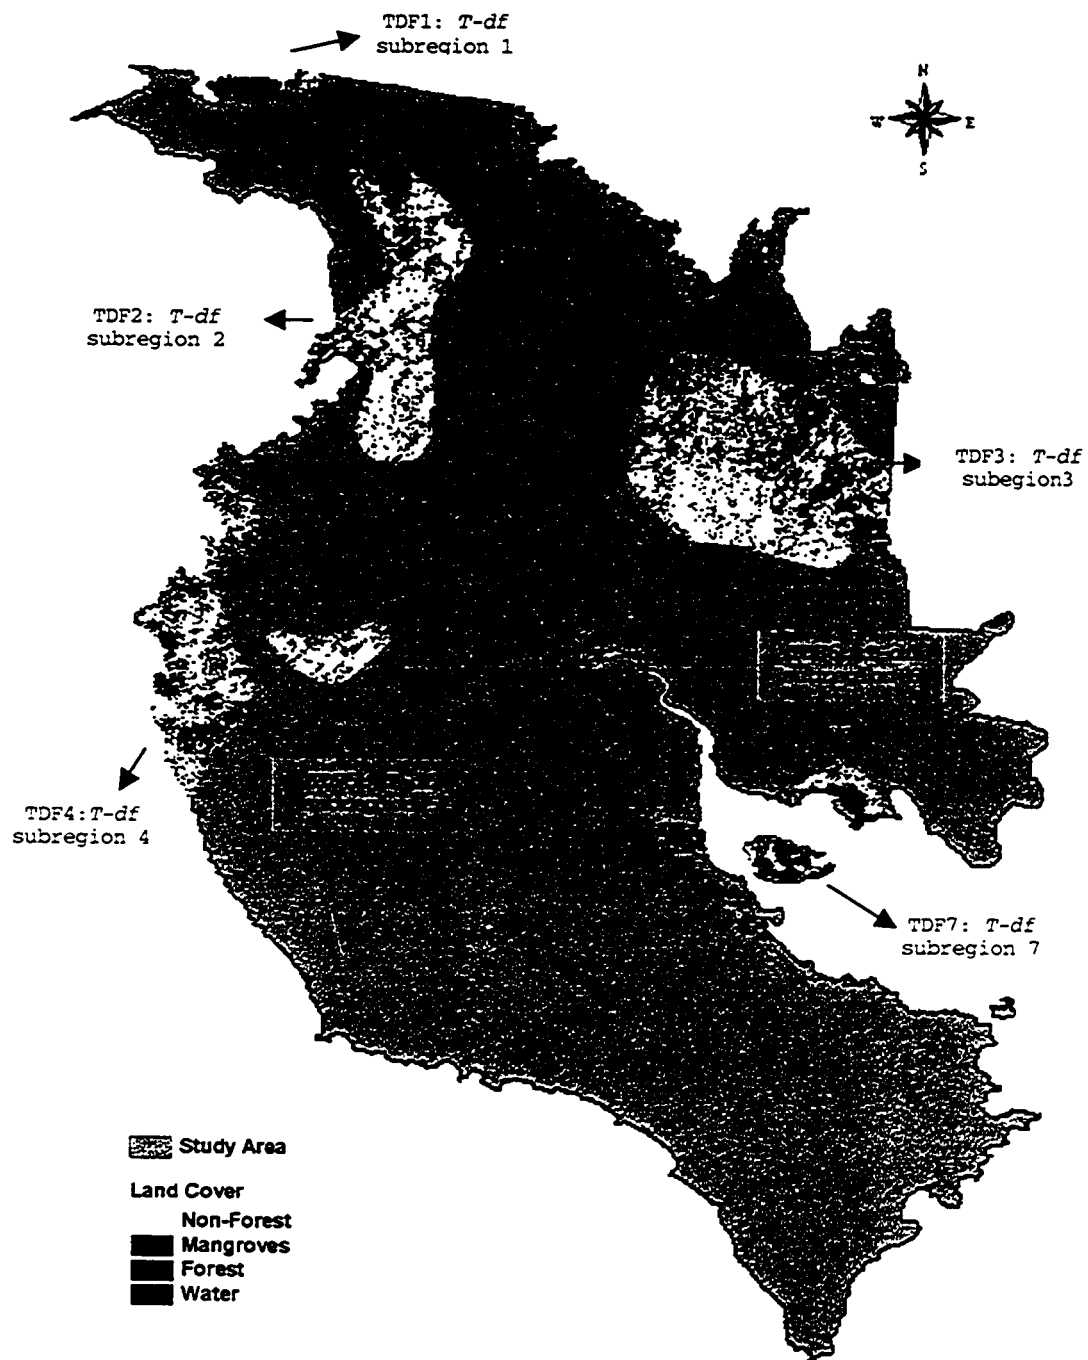 TDF1: T-df
subregion 1
N
W
E
S
TDF2: T-df
subregion 2
TDF3: T-df
subegion3
TDF4:T-df
subregion 4
TDF7: T-df
subregion 7
Study Area
Land Cover
Non-Forest
Mangroves
Forest
Water